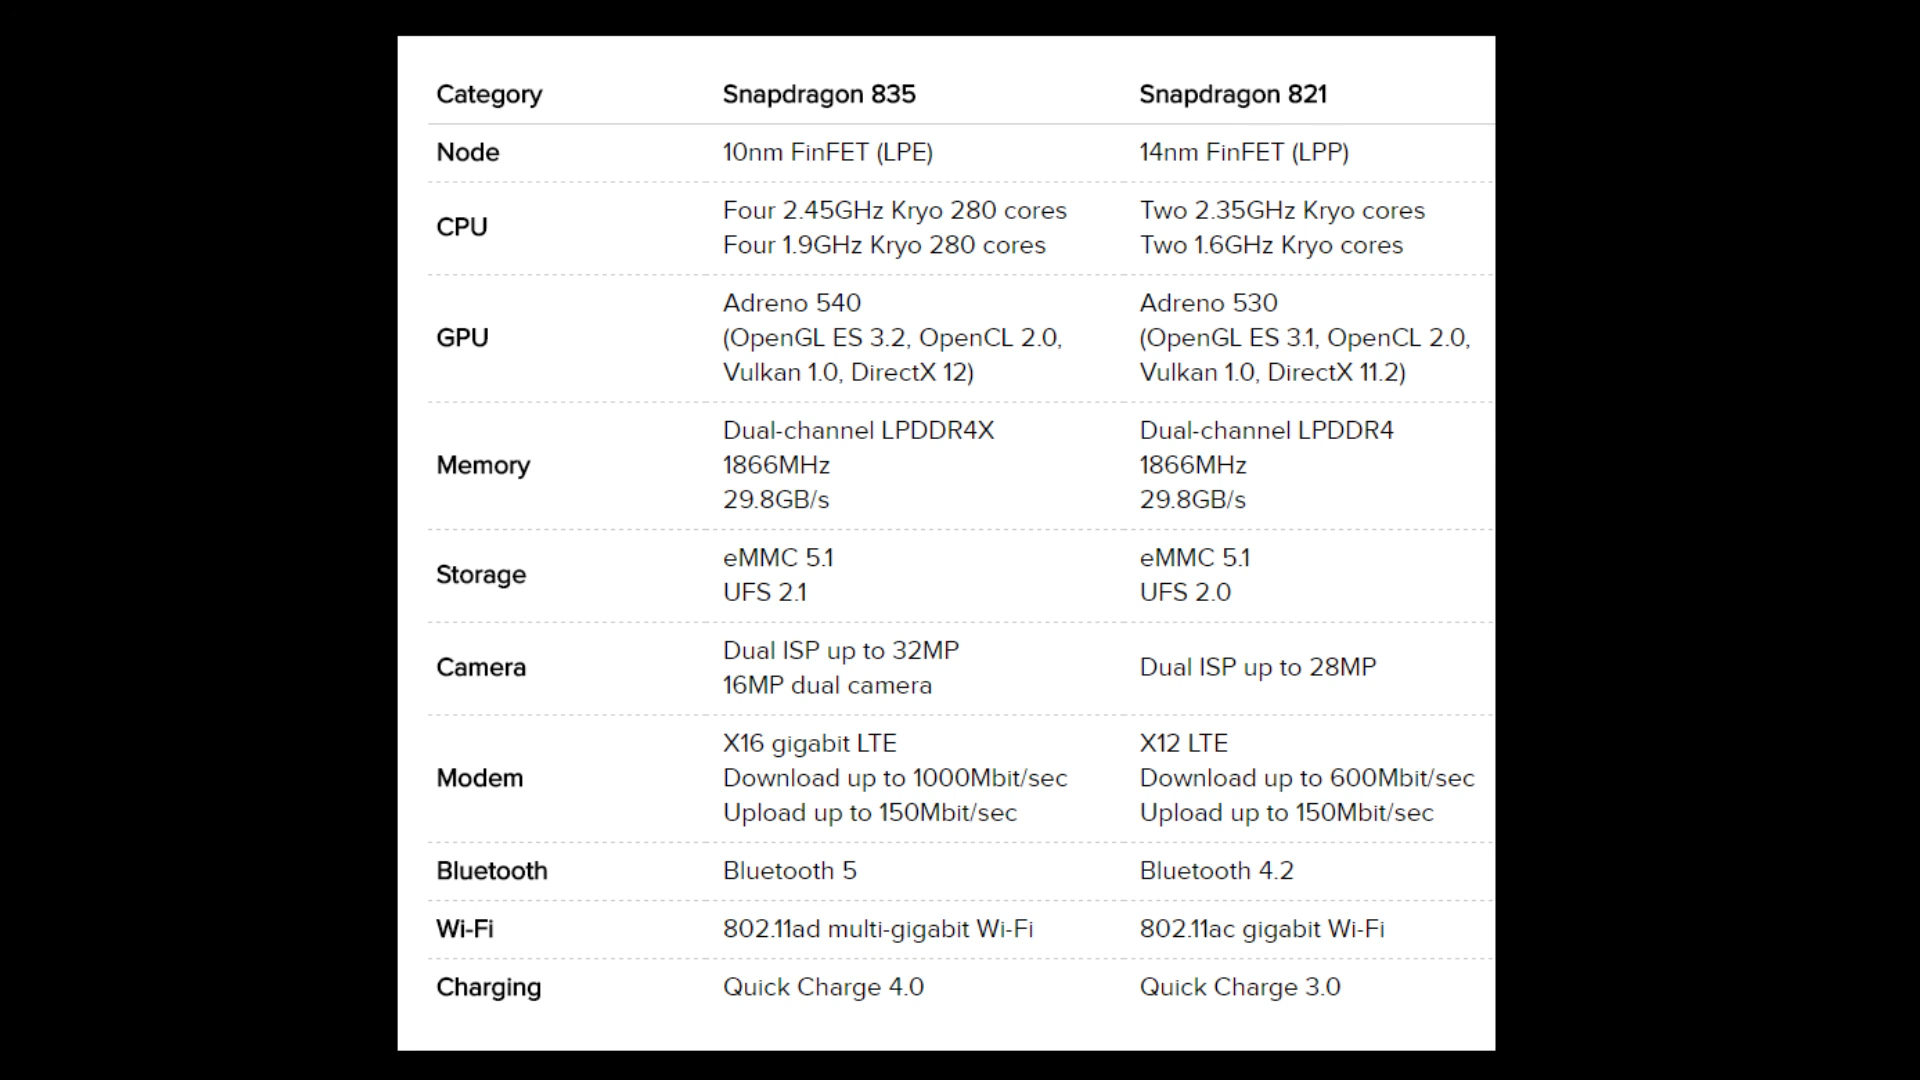 Category Snapdragon 835 Snapdragon 821
Node 10nm FinFET (LPE) 14nm FinFET (LPP)
CPU
Four 2.45GHz Kryo 280 cores
Four 1.9GHz Kryo 280 cores
Two 2.35GHz Kryo cores
Two 1.6GHz Kryo cores
GPU
Adreno 540
(OpenGL ES 3.2, OpenCL 2.0,
Vulkan 1.0, DirectX 12)
Adreno 530
(OpenGL ES 3.1, OpenCL 2.0,
Vulkan 1.0, DirectX 11.2)
Memory
Dual-channel LPDDR4X
1866MHz
29.8GB/s
Dual-channel LPDDR4
1866MHz
29.8GB/s
Storage
eMMC 5.1
UFS 2.1
eMMC 5.1
UFS 2.0
Camera
Dual ISP up to 32MP
16MP dual camera
Dual ISP up to 28MP
Modem
X16 gigabit LTE
Download up to 1000Mbit/sec
Upload up to 150Mbit/sec
X12 LTE
Download up to 600Mbit/sec
Upload up to 150Mbit/sec
Bluetooth Bluetooth 5 Bluetooth 4.2
Wi-Fi 802.11ad multi-gigabit Wi-Fi 802.11ac gigabit Wi-Fi
Charging Quick Charge 4.0 Quick Charge 3.0